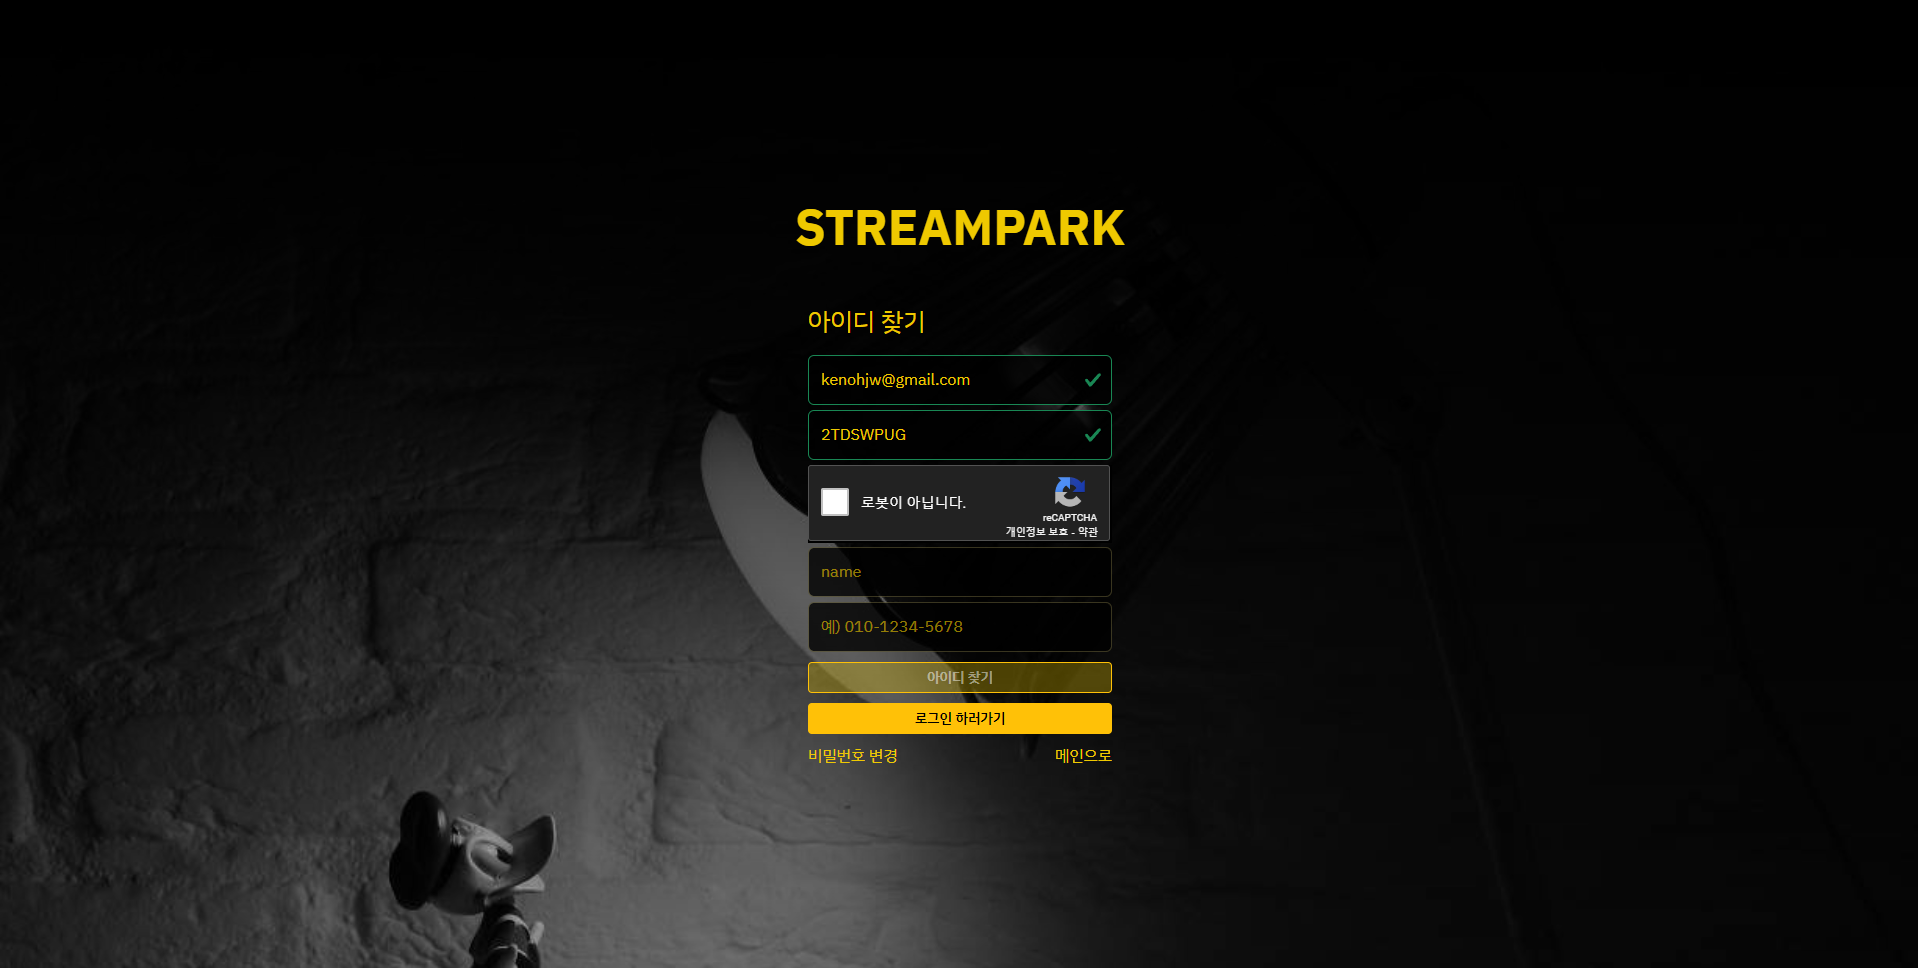 STREAMPARK
아이디 찾기
kenohjw@gmail.com
2TDSWPUG
로봇이 아닙니다.
reCAPTCHA
개인정보 보호 - 약관
name
예) 010-1234-5678
아이디 찾기
로그인 하러가기
비밀번호 변경
메인으로